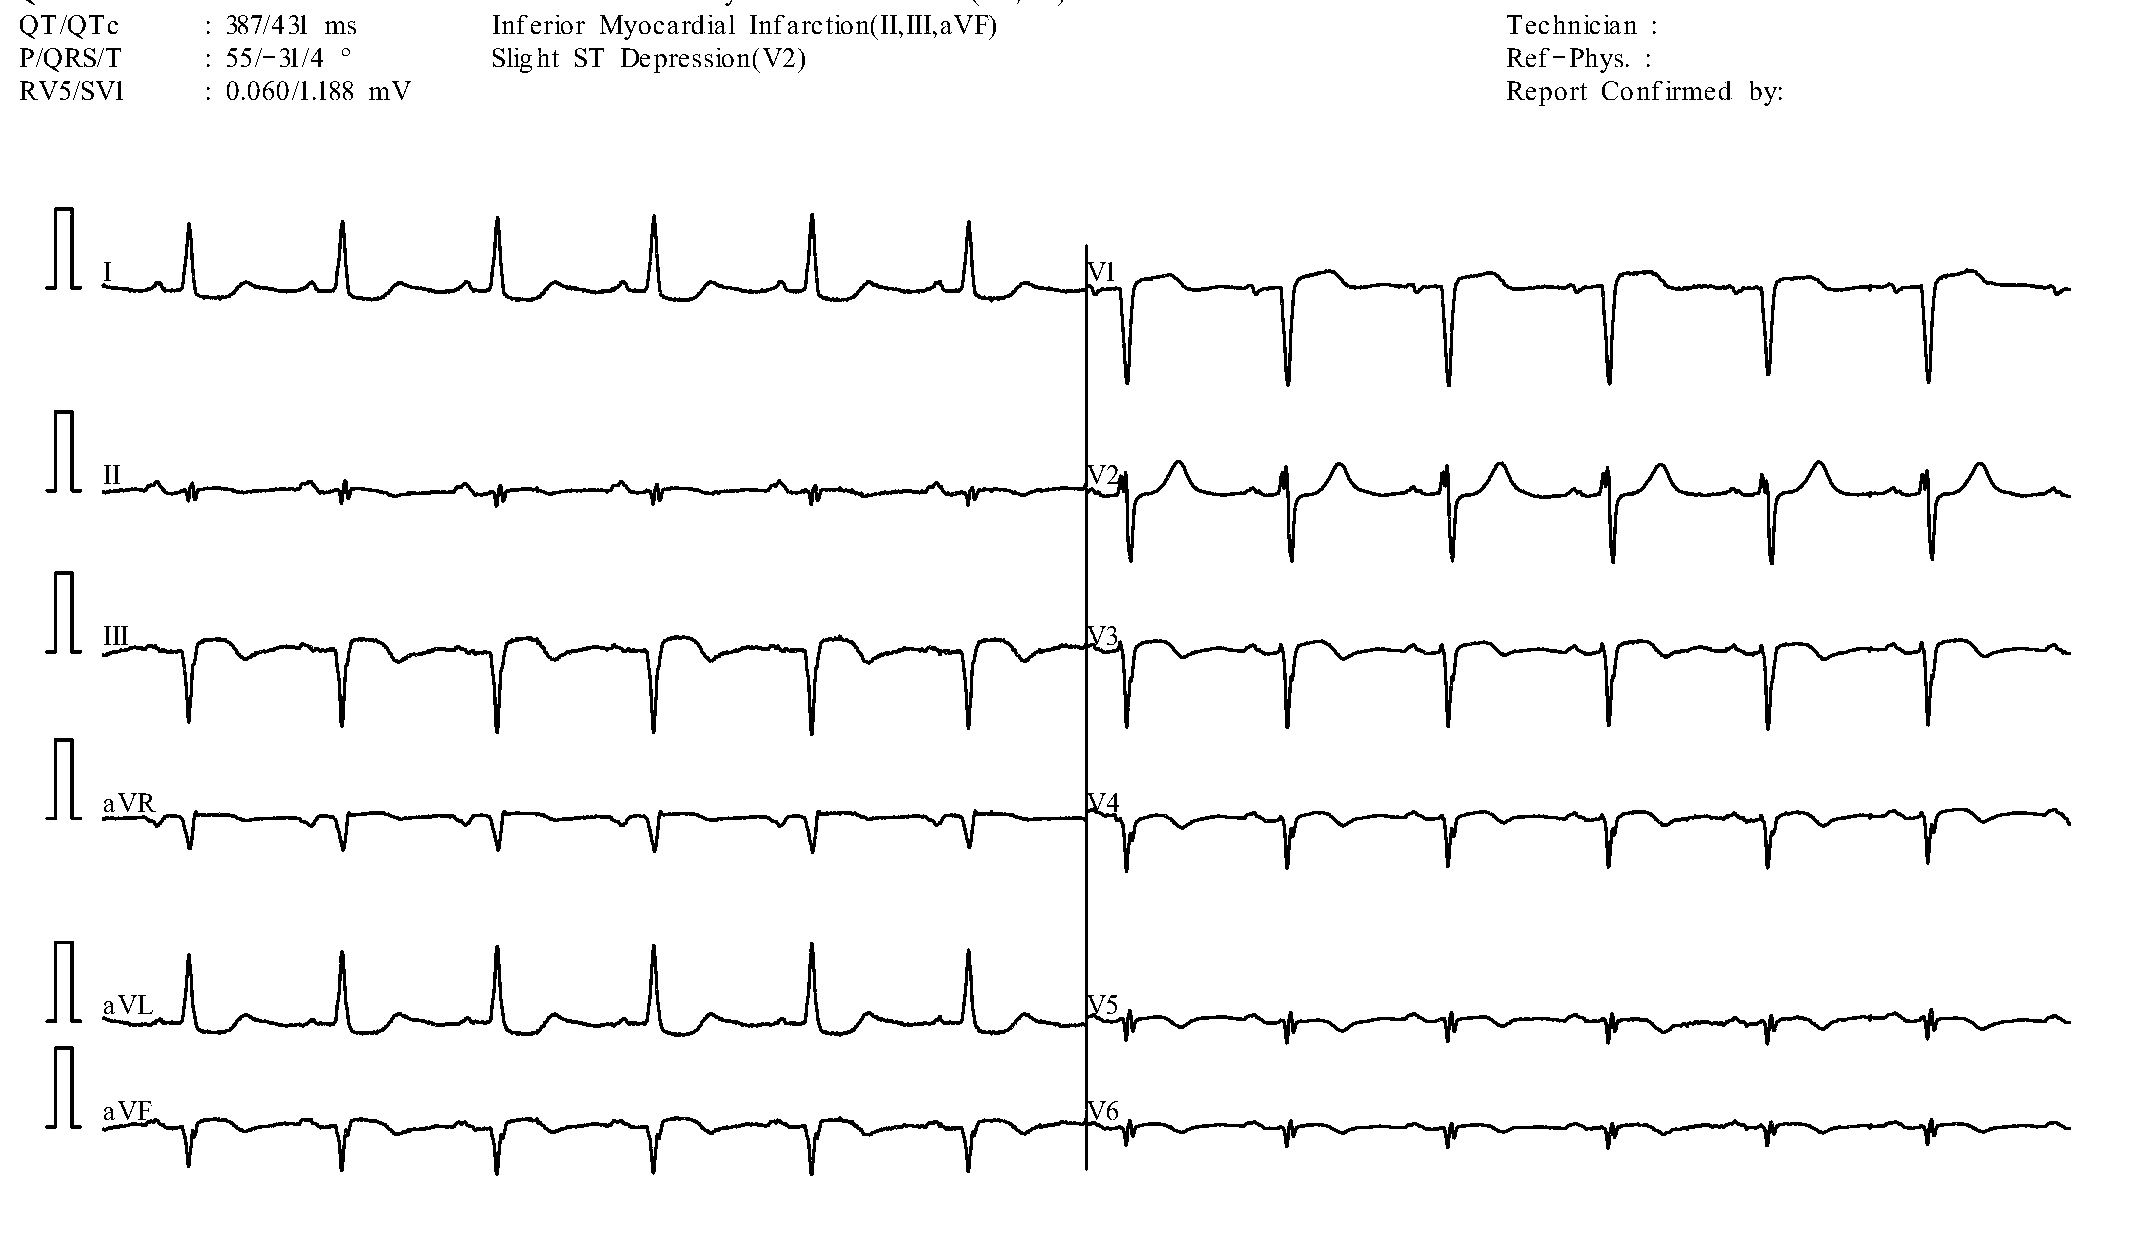 QT/QTc : 387/431 ms
P/QRS/T : 55/-31/4 °
RV5/SV1 : 0.060/1.188 mV
Inferior Myocardial Infarction(II,III,aVF)
Slight ST Depression(V2)
Technician :
Ref-Phys. :
Report Confirmed by:
I
II
III
aVR
aVL
aVF
V1
V2
V3
V4
V5
V6